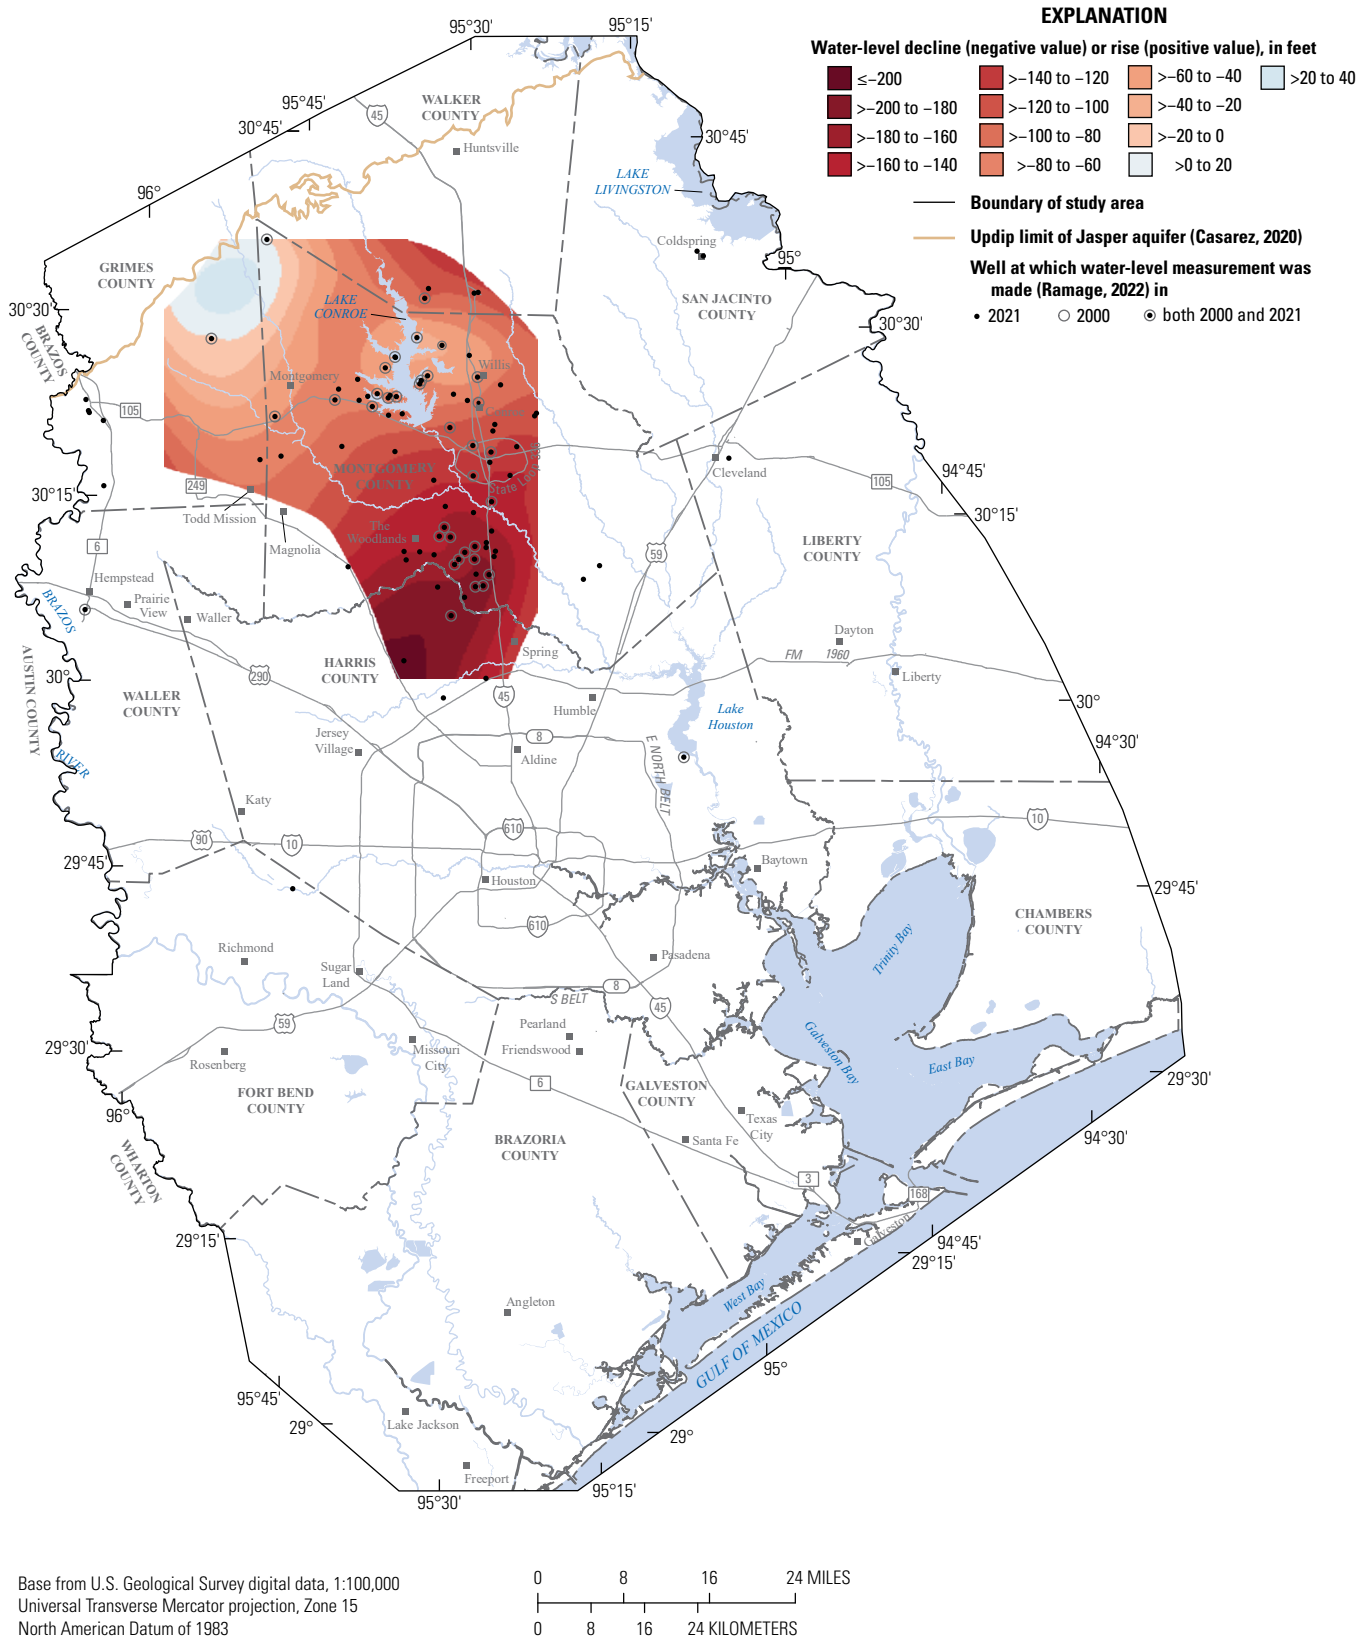 EXPLANATION
Water-level decline (negative value) or rise (positive value), in feet
≤−200
>−200 to −180
>−180 to −160
>−160 to −140
>−140 to −120
>−120 to −100
>−100 to −80
>−80 to −60
>−60 to −40
>−40 to −20
>−20 to 0
>0 to 20
>20 to 40
Boundary of study area
Updip limit of Jasper aquifer (Casarez, 2020)
Well at which water-level measurement was
made (Ramage, 2022) in
2021
2000
both 2000 and 2021
95°30'
95°15'
95°45'
30°45'
96°
30°45'
95°
30°30'
30°30'
94°45'
30°15'
30°15'
30°
30°
94°30'
29°45'
29°45'
29°30'
29°30'
96°
94°30'
29°15'
94°45'
29°15'
95°
95°45'
29°
29°
95°30'
95°15'
WALKER
COUNTY
45
Huntsville
LAKE
LIVINGSTON
Coldspring
GRIMES
COUNTY
SAN JACINTO
COUNTY
LAKE
CONROE
BRAZOS
COUNTY
Montgomery
Willis
Conroe
105
MONTGOMERY
COUNTY
State Loop 336
Cleveland
105
249
Todd Mission
Magnolia
The
Woodlands
6
59
LIBERTY
COUNTY
Hempstead
Prairie
View
Waller
BRAZOS
RIVER
AUSTIN COUNTY
Dayton
FM 1960
Liberty
Spring
HARRIS
COUNTY
290
WALLER
COUNTY
45
Humble
Lake
Houston
Jersey
Village
8
Aldine
E NORTH BELT
Katy
90
10
610
10
Baytown
Houston
610
CHAMBERS
COUNTY
Trinity Bay
Richmond
Pasadena
Sugar
Land
8
S BELT
45
59
Pearland
Friendswood
Rosenberg
Missouri
City
Galveston Bay
East Bay
FORT BEND
COUNTY
6
GALVESTON
COUNTY
Texas
City
WHARTON
COUNTY
BRAZORIA
COUNTY
Santa Fe
3
168
Galveston
West Bay
Angleton
GULF OF MEXICO
Lake Jackson
Freeport
Base from U.S. Geological Survey digital data, 1:100,000
Universal Transverse Mercator projection, Zone 15
North American Datum of 1983
0 8 16 24 MILES
0 8 16 24 KILOMETERS